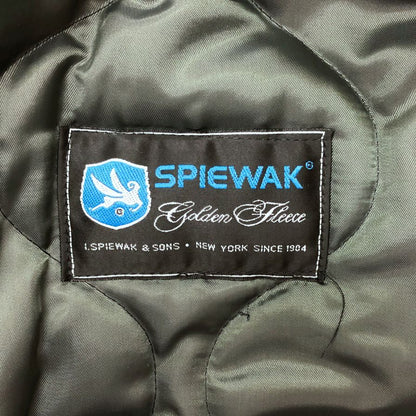 SPIEWAK®
Golden Fleece
I.SPIEWAK & SONS • NEW YORK SINCE 1904